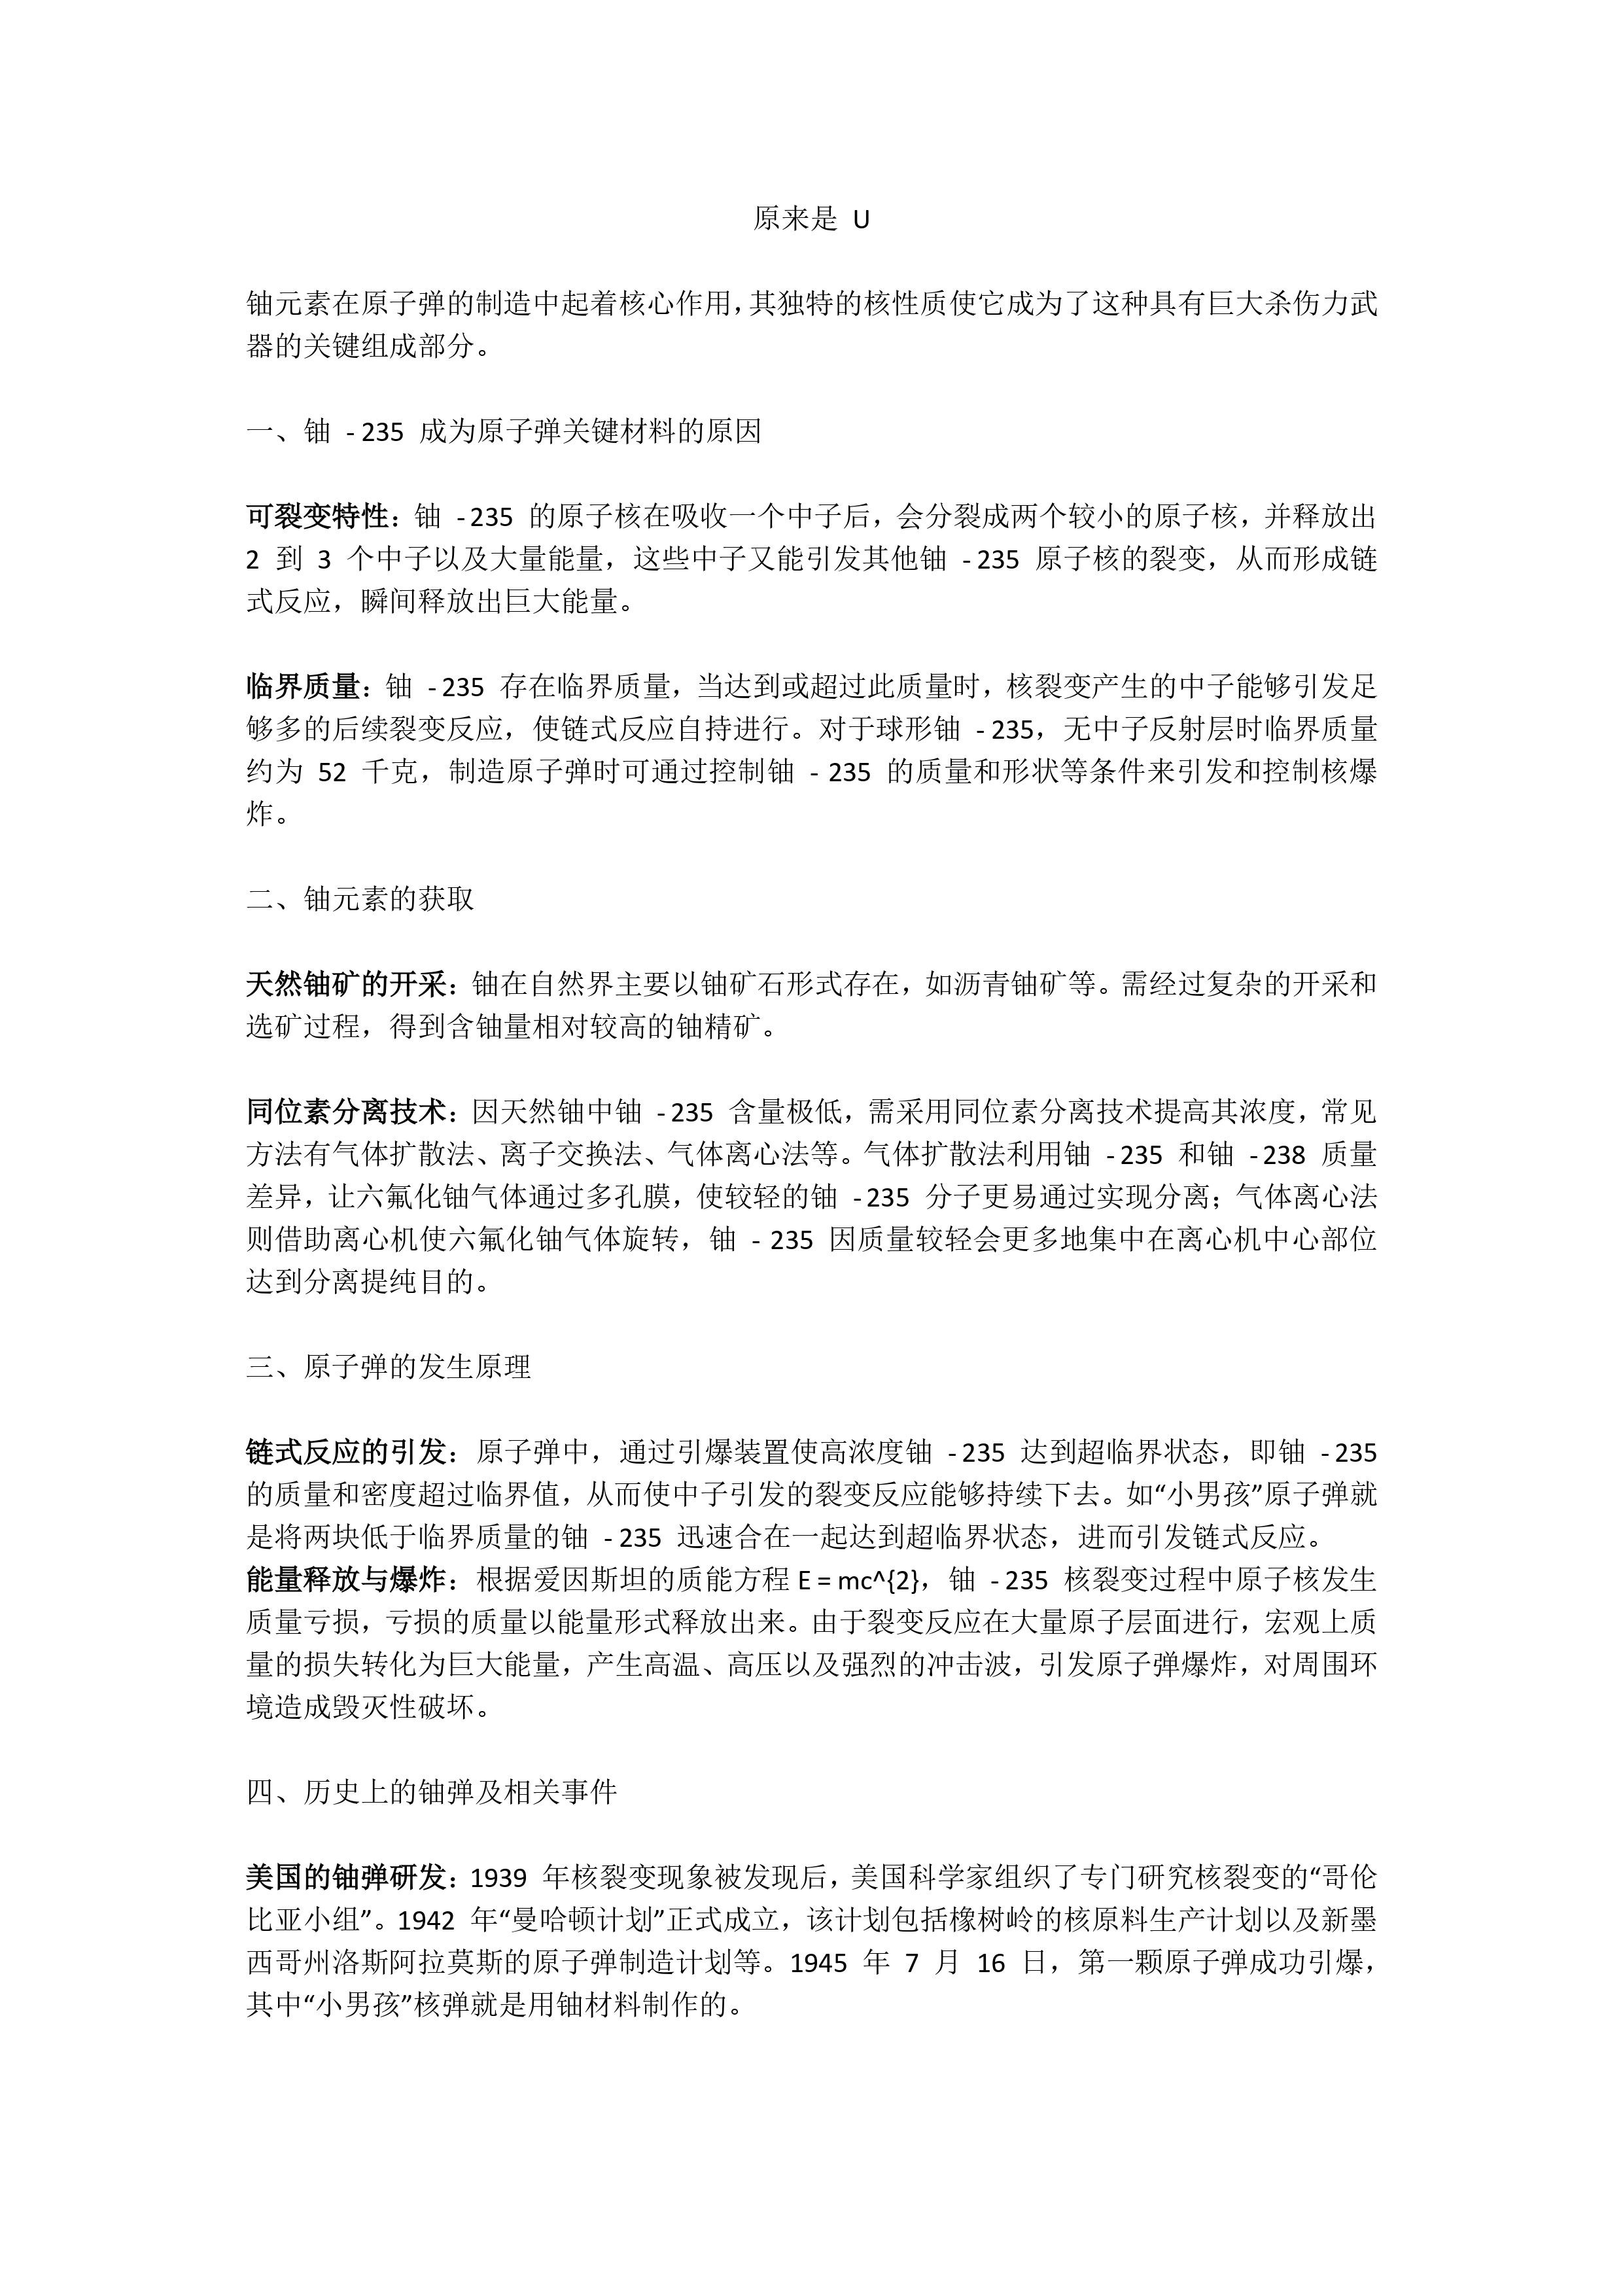 原来是 U
铀元素在原子弹的制造中起着核心作用，其独特的核性质使它成为了这种具有巨大杀伤力武
器的关键组成部分。
一、铀 - 235 成为原子弹关键材料的原因
可裂变特性：铀 - 235 的原子核在吸收一个中子后，会分裂成两个较小的原子核，并释放出
2 到 3 个中子以及大量能量，这些中子又能引发其他铀 - 235 原子核的裂变，从而形成链
式反应，瞬间释放出巨大能量。
临界质量：铀 - 235 存在临界质量，当达到或超过此质量时，核裂变产生的中子能够引发足
够多的后续裂变反应，使链式反应自持进行。对于球形铀 - 235，无中子反射层时临界质量
约为 52 千克，制造原子弹时可通过控制铀 - 235 的质量和形状等条件来引发和控制核爆
炸。
二、铀元素的获取
天然铀矿的开采：铀在自然界主要以铀矿石形式存在，如沥青铀矿等。需经过复杂的开采和
选矿过程，得到含铀量相对较高的铀精矿。
同位素分离技术：因天然铀中铀 - 235 含量极低，需采用同位素分离技术提高其浓度，常见
方法有气体扩散法、离子交换法、气体离心法等。气体扩散法利用铀 - 235 和铀 - 238 质量
差异，让六氟化铀气体通过多孔膜，使较轻的铀 - 235 分子更易通过实现分离；气体离心法
则借助离心机使六氟化铀气体旋转，铀 - 235 因质量较轻会更多地集中在离心机中心部位
达到分离提纯目的。
三、原子弹的发生原理
链式反应的引发：原子弹中，通过引爆装置使高浓度铀 - 235 达到超临界状态，即铀 - 235
的质量和密度超过临界值，从而使中子引发的裂变反应能够持续下去。如“小男孩”原子弹就
是将两块低于临界质量的铀 - 235 迅速合在一起达到超临界状态，进而引发链式反应。
能量释放与爆炸：根据爱因斯坦的质能方程 E = mc^{2}，铀 - 235 核裂变过程中原子核发生
质量亏损，亏损的质量以能量形式释放出来。由于裂变反应在大量原子层面进行，宏观上质
量的损失转化为巨大能量，产生高温、高压以及强烈的冲击波，引发原子弹爆炸，对周围环
境造成毁灭性破坏。
四、历史上的铀弹及相关事件
美国的铀弹研发：1939 年核裂变现象被发现后，美国科学家组织了专门研究核裂变的“哥伦
比亚小组”。1942 年“曼哈顿计划”正式成立，该计划包括橡树岭的核原料生产计划以及新墨
西哥州洛斯阿拉莫斯的原子弹制造计划等。1945 年 7 月 16 日，第一颗原子弹成功引爆，
其中“小男孩”核弹就是用铀材料制作的。